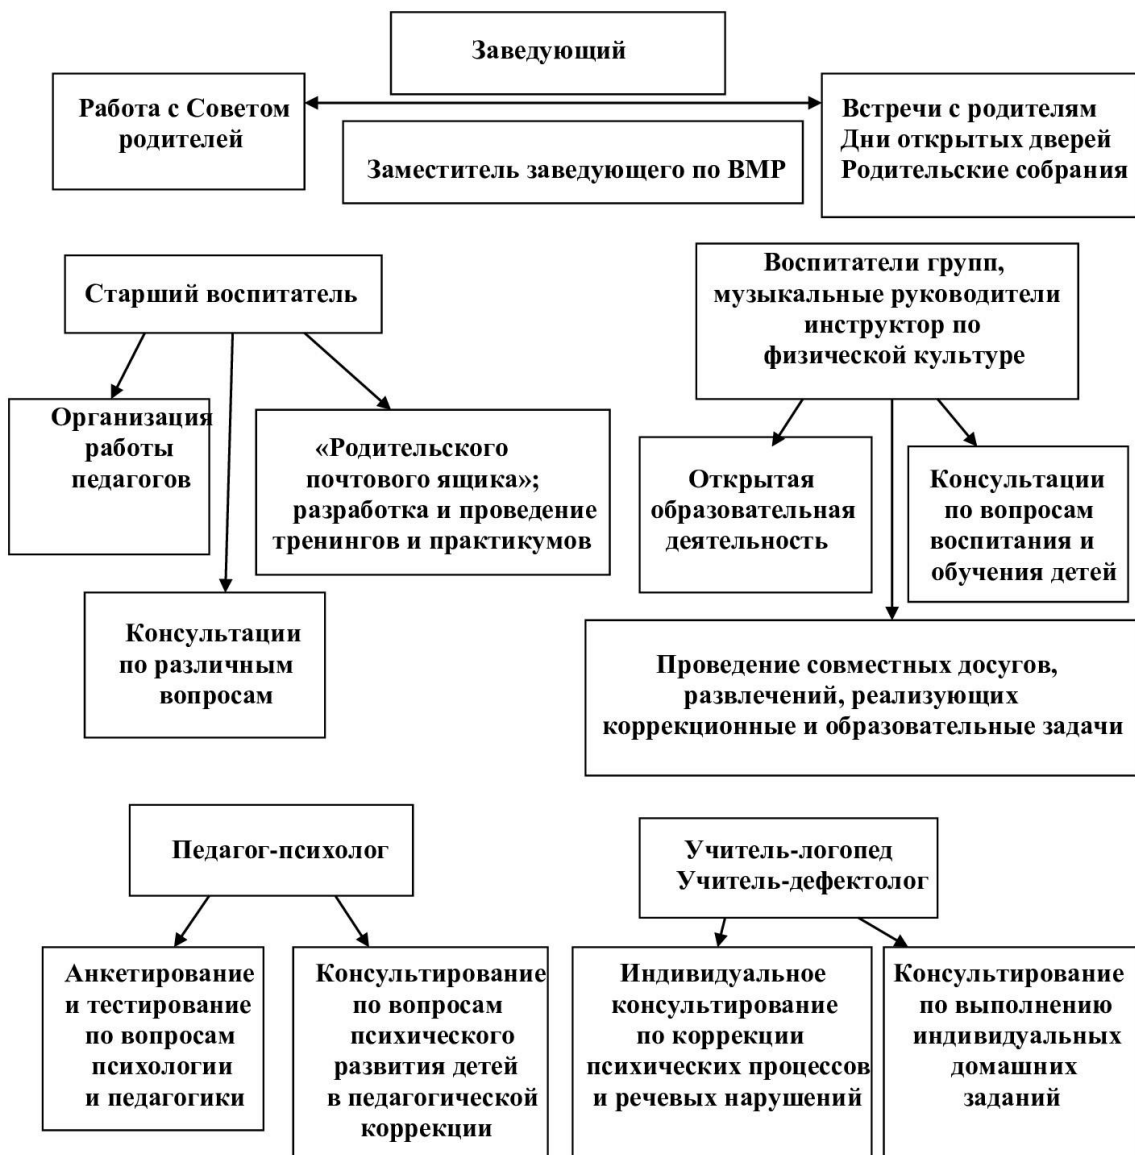 Заведующий
Работа с Советом
родителей
Встречи с родителям
Дни открытых дверей
Родительские собрания
Заместитель заведующего по ВМР
Старший воспитатель
Воспитатели групп,
музыкальные руководители
инструктор по
физической культуре
Организация
работы
педагогов
«Родительского
почтового ящика»;
разработка и проведение
тренингов и практикумов
Открытая
образовательная
деятельность
Консультации
по вопросам
воспитания и
обучения детей
Консультации
по различным
вопросам
Проведение совместных досугов,
развлечений, реализующих
коррекционные и образовательные задачи
Педагог-психолог
Учитель-логопед
Учитель-дефектолог
Анкетирование
и тестирование
по вопросам
психологии
и педагогики
Консультирование
по вопросам
психического
развития детей
в педагогической
коррекции
Индивидуальное
консультирование
по коррекции
психических процессов
и речевых нарушений
Консультирование
по выполнению
индивидуальных
домашних
заданий